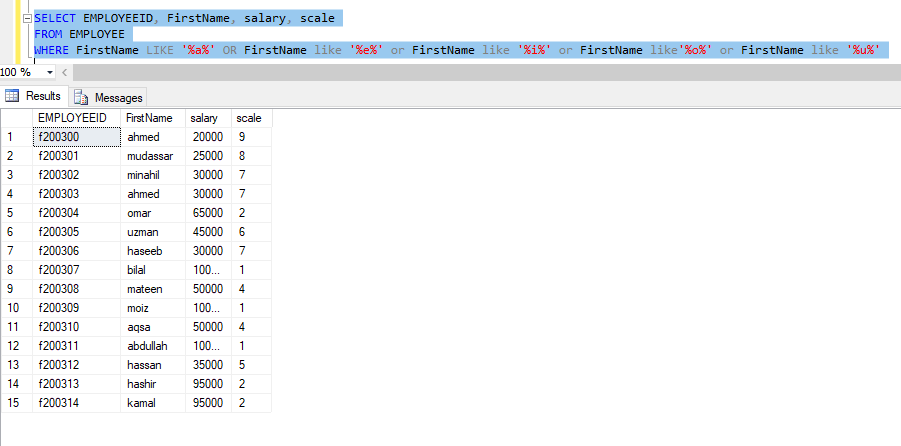 SELECT EMPLOYEEID, FirstName, salary, scale
FROM EMPLOYEE
WHERE FirstName LIKE '%a%' OR FirstName like '%e%' or FirstName like '%i%' or FirstName like'%o%' or FirstName like '%u%'
100 %
Results Messages
EMPLOYEEID FirstName salary scale
1 f200300 ahmed 20000 9
2 f200301 mudassar 25000 8
3 f200302 minahil 30000 7
4 f200303 ahmed 30000 7
5 f200304 omar 65000 2
6 f200305 uzman 45000 6
7 f200306 haseeb 30000 7
8 f200307 bilal 100... 1
9 f200308 mateen 50000 4
10 f200309 moiz 100... 1
11 f200310 aqsa 50000 4
12 f200311 abdullah 100... 1
13 f200312 hassan 35000 5
14 f200313 hashir 95000 2
15 f200314 kamal 95000 2